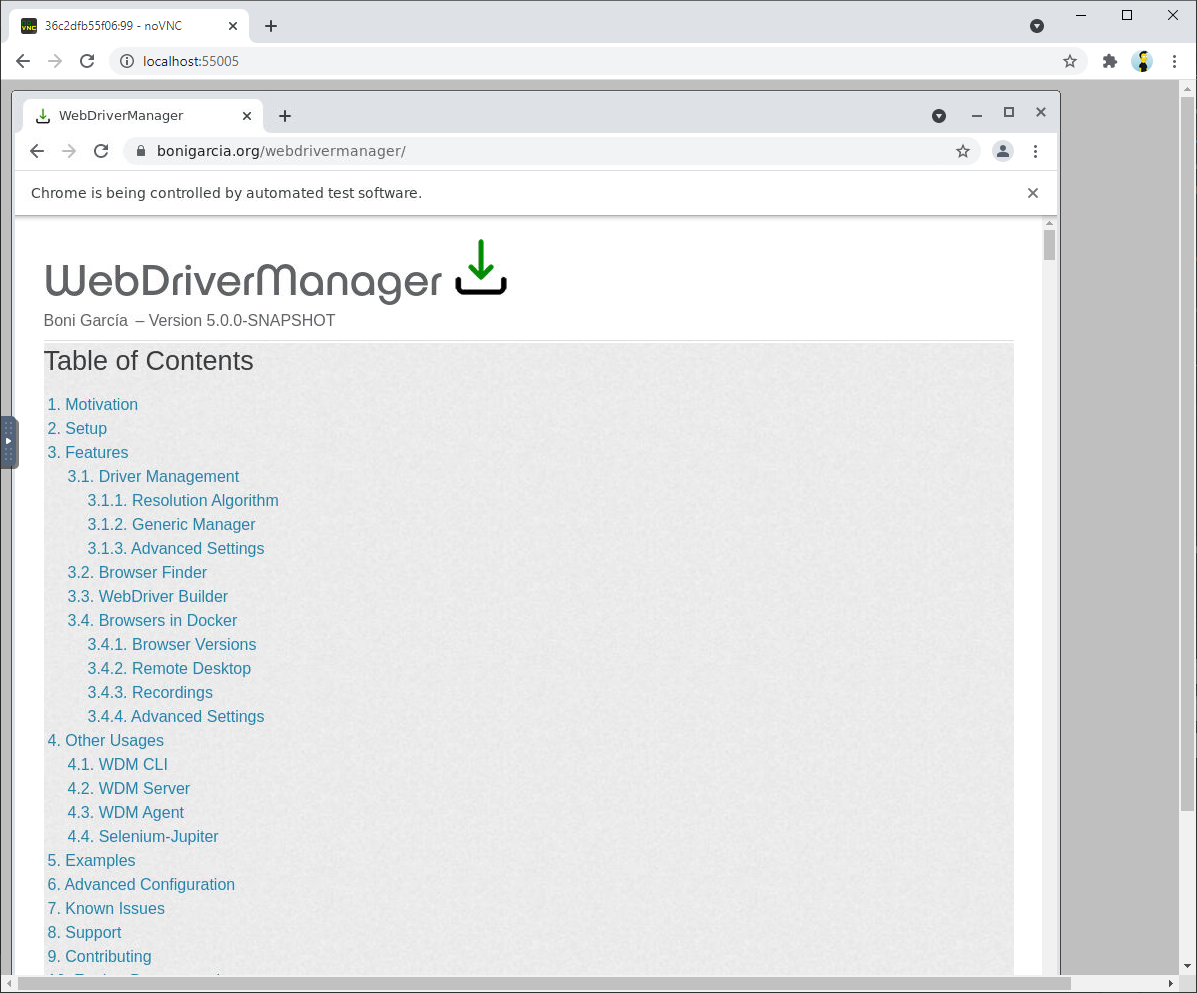 36c2dfb55f06:99 - noVNC
localhost:55005
WebDriverManager
bonigarcia.org/webdrivermanager/
Chrome is being controlled by automated test software.
WebDriverManager
Boni García – Version 5.0.0-SNAPSHOT
Table of Contents
1. Motivation
2. Setup
3. Features
3.1. Driver Management
3.1.1. Resolution Algorithm
3.1.2. Generic Manager
3.1.3. Advanced Settings
3.2. Browser Finder
3.3. WebDriver Builder
3.4. Browsers in Docker
3.4.1. Browser Versions
3.4.2. Remote Desktop
3.4.3. Recordings
3.4.4. Advanced Settings
4. Other Usages
4.1. WDM CLI
4.2. WDM Server
4.3. WDM Agent
4.4. Selenium-Jupiter
5. Examples
6. Advanced Configuration
7. Known Issues
8. Support
9. Contributing